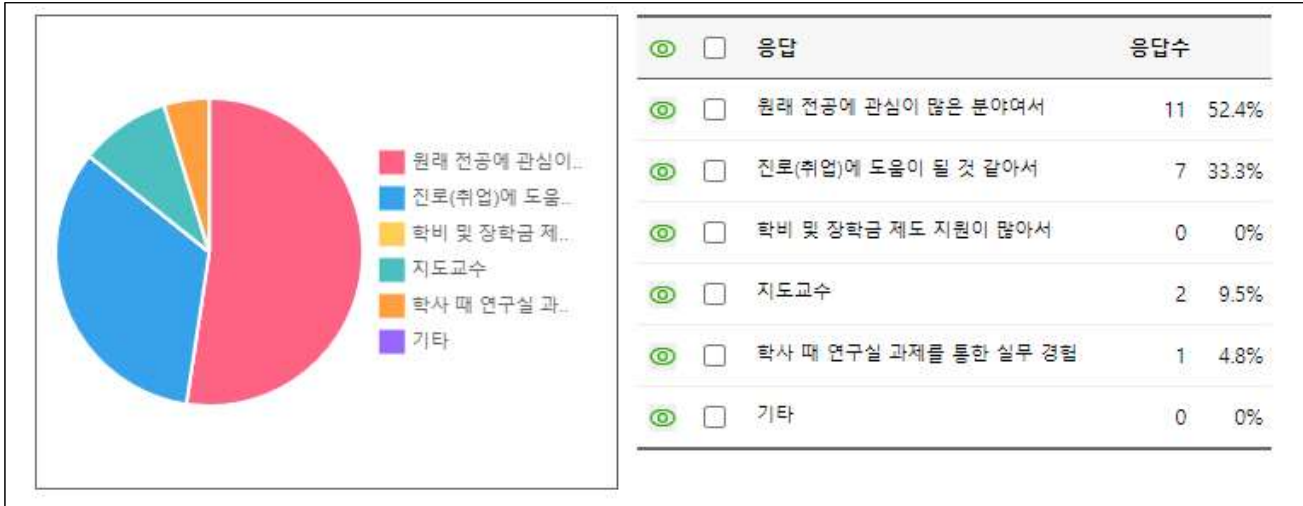 원래 전공에 관심이..
진로(취업)에 도움..
학비 및 장학금 제..
지도교수
학사 때 연구실 과..
기타
응답 응답수
원래 전공에 관심이 많은 분야여서 11 52.4%
진로(취업)에 도움이 될 것 같아서 7 33.3%
학비 및 장학금 제도 지원이 많아서 0 0%
지도교수 2 9.5%
학사 때 연구실 과제를 통한 실무 경험 1 4.8%
기타 0 0%